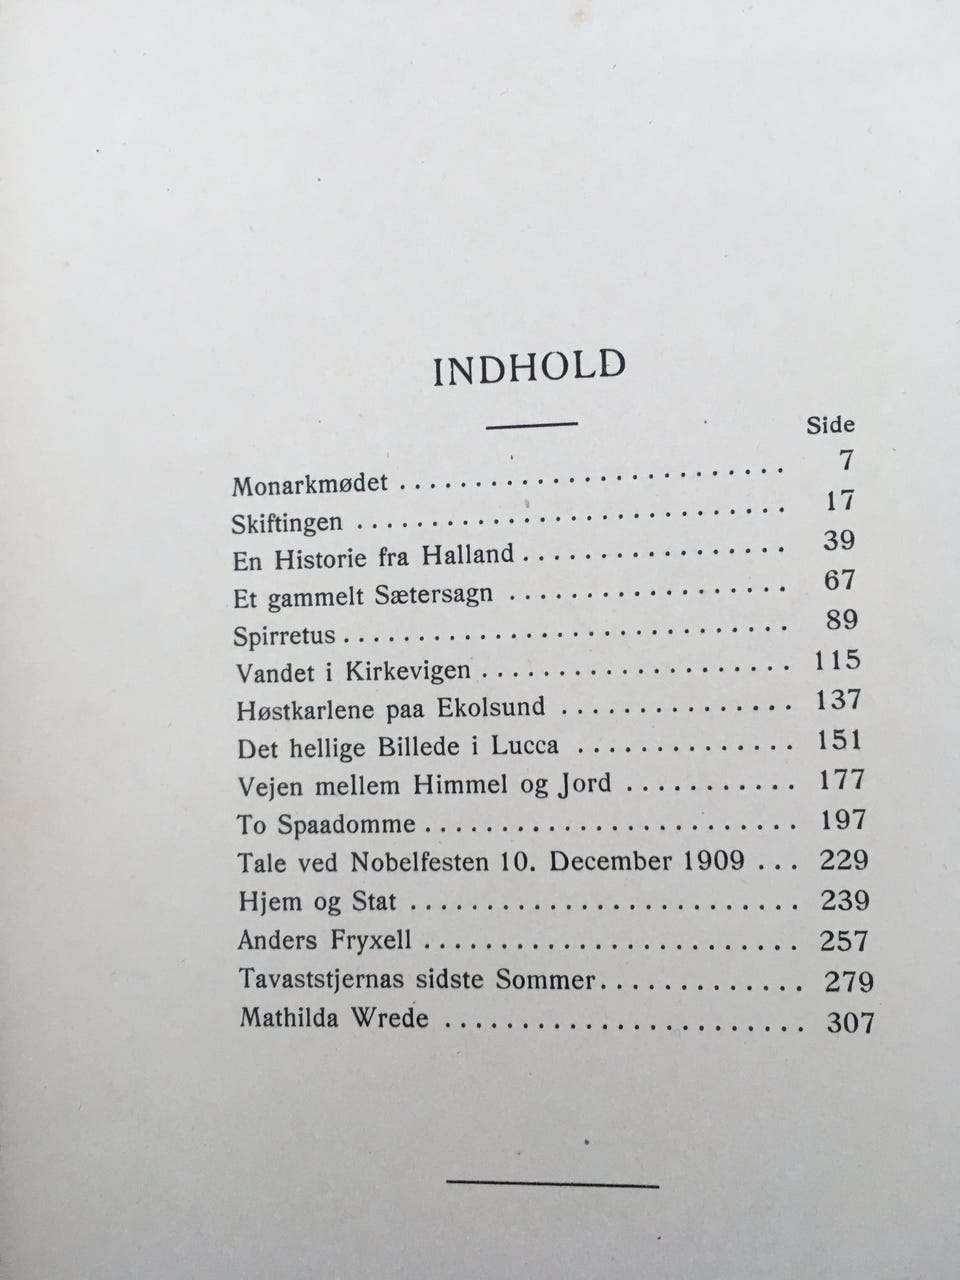 INDHOLD
Side
Monarkmødet . . . . . . . . . . . . . . . . . . . . . . . . . . 7
Skiftingen . . . . . . . . . . . . . . . . . . . . . . . . . . . . 17
En Historie fra Halland . . . . . . . . . . . . . . . . . . 39
Et gammelt Sætersagn . . . . . . . . . . . . . . . . . . . 67
Spirretus . . . . . . . . . . . . . . . . . . . . . . . . . . . . . 89
Vandet i Kirkevigen . . . . . . . . . . . . . . . . . . . . . 115
Høstkarlene paa Ekolsund . . . . . . . . . . . . . . . 137
Det hellige Billede i Lucca . . . . . . . . . . . . . . 151
Vejen mellem Himmel og Jord . . . . . . . . . . . 177
To Spaadomme . . . . . . . . . . . . . . . . . . . . . . . . . 197
Tale ved Nobelfesten 10. December 1909 . . . 229
Hjem og Stat . . . . . . . . . . . . . . . . . . . . . . . . . . 239
Anders Fryxell . . . . . . . . . . . . . . . . . . . . . . . . . 257
Tavaststjernas sidste Sommer . . . . . . . . . . . . . . 279
Mathilda Wrede . . . . . . . . . . . . . . . . . . . . . . . . 307